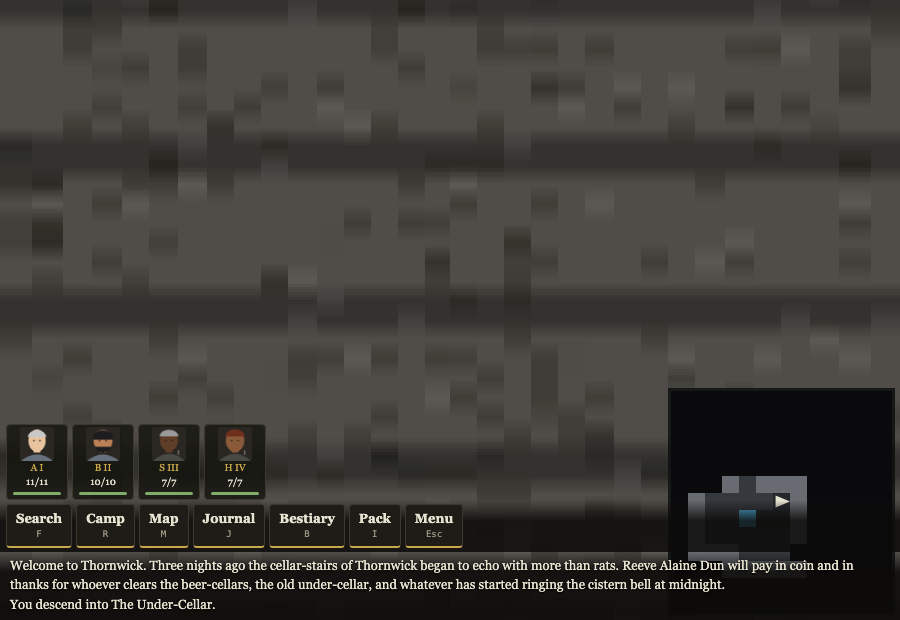 A I
B II
S III
H IV
11/11
10/10
7/7
7/7
Search
Camp
Map
Journal
Bestiary
Pack
Menu
F
R
M
J
B
I
Esc
Welcome to Thornwick. Three nights ago the cellar-stairs of Thornwick began to echo with more than rats. Reeve Alaine Dun will pay in coin and in
thanks for whoever clears the beer-cellars, the old under-cellar, and whatever has started ringing the cistern bell at midnight.
You descend into The Under-Cellar.